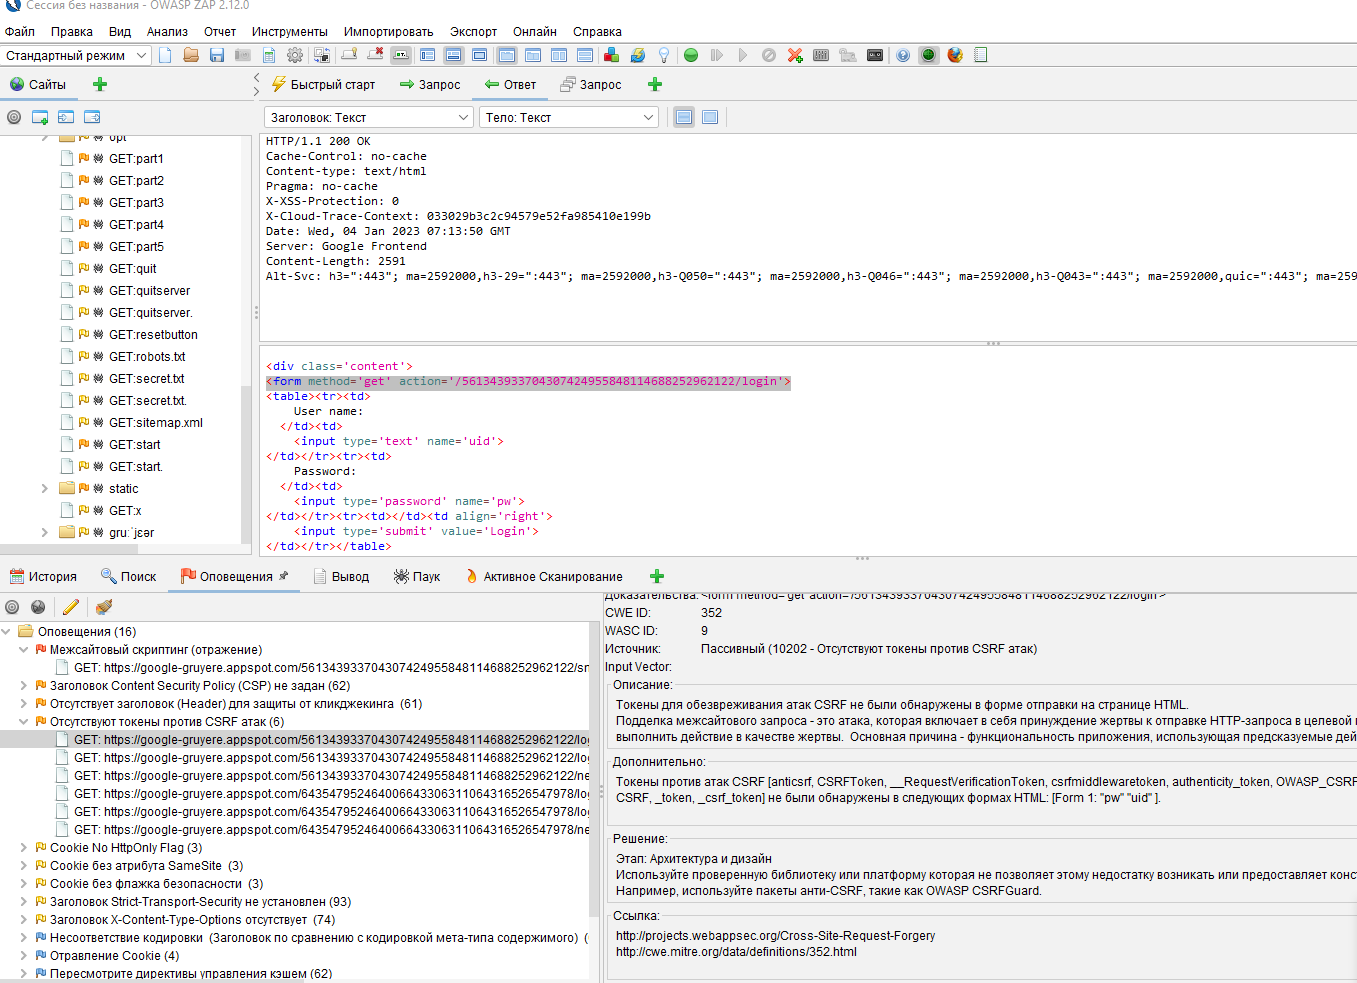 Сессия без названия - OWASP ZAP 2.12.0
Файл Правка Вид Анализ Отчет Инструменты Импортировать Экспорт Онлайн Справка
Стандартный режим
Сайты
Быстрый старт Запрос Ответ Запрос
Заголовок: Текст Тело: Текст
opt
GET:part1
GET:part2
GET:part3
GET:part4
GET:part5
GET:quit
GET:quitserver
GET:quitserver.
GET:resetbutton
GET:robots.txt
GET:secret.txt
GET:secret.txt.
GET:sitemap.xml
GET:start
GET:start.
static
GET:x
gruːˈjɛər
HTTP/1.1 200 OK
Cache-Control: no-cache
Content-type: text/html
Pragma: no-cache
X-XSS-Protection: 0
X-Cloud-Trace-Context: 033029b3c2c94579e52fa985410e199b
Date: Wed, 04 Jan 2023 07:13:50 GMT
Server: Google Frontend
Content-Length: 2591
Alt-Svc: h3=":443"; ma=2592000,h3-29=":443"; ma=2592000,h3-Q050=":443"; ma=2592000,h3-Q046=":443"; ma=2592000,h3-Q043=":443"; ma=2592000,quic=":443"; ma=259
<div class='content'>
<form method='get' action='/561343933704307424955848114688252962122/login'>
<table><tr><td>
User name:
</td><td>
<input type='text' name='uid'>
</td></tr><tr><td>
Password:
</td><td>
<input type='password' name='pw'>
</td></tr><tr><td></td><td align='right'>
<input type='submit' value='Login'>
</td></tr></table>
История Поиск Оповещения Вывод Паук Активное Сканирование
Оповещения (16)
Межсайтовый скриптинг (отражение)
GET: https://google-gruyere.appspot.com/561343933704307424955848114688252962122/sn
Заголовок Content Security Policy (CSP) не задан (62)
Отсутствует заголовок (Header) для защиты от кликджекинга (61)
Отсутствуют токены против CSRF атак (6)
GET: https://google-gruyere.appspot.com/561343933704307424955848114688252962122/log
GET: https://google-gruyere.appspot.com/561343933704307424955848114688252962122/log
GET: https://google-gruyere.appspot.com/561343933704307424955848114688252962122/ne
GET: https://google-gruyere.appspot.com/643547952464006643306311064316526547978/log
GET: https://google-gruyere.appspot.com/643547952464006643306311064316526547978/log
GET: https://google-gruyere.appspot.com/643547952464006643306311064316526547978/ne
Cookie No HttpOnly Flag (3)
Cookie без атрибута SameSite (3)
Cookie без флажка безопасности (3)
Заголовок Strict-Transport-Security не установлен (93)
Заголовок X-Content-Type-Options отсутствует (74)
Несоответствие кодировки (Заголовок по сравнению с кодировкой мета-типа содержимого) (
Отравление Cookie (4)
Пересмотрите директивы управления кэшем (62)
Доказательства: <form method='get' action='/561343933704307424955848114688252962122/login'>
CWE ID: 352
WASC ID: 9
Источник: Пассивный (10202 - Отсутствуют токены против CSRF атак)
Input Vector:
Описание:
Токены для обезвреживания атак CSRF не были обнаружены в форме отправки на странице HTML.
Подделка межсайтового запроса - это атака, которая включает в себя принуждение жертвы к отправке HTTP-запроса в целевой
выполнить действие в качестве жертвы. Основная причина - функциональность приложения, использующая предсказуемые дей
Дополнительно:
Токены против атак CSRF [anticsrf, CSRFToken, __RequestVerificationToken, csrfmiddlewaretoken, authenticity_token, OWASP_CSRF
CSRF, _token, _csrf_token] не были обнаружены в следующих формах HTML: [Form 1: "pw" "uid" ].
Решение:
Этап: Архитектура и дизайн
Используйте проверенную библиотеку или платформу которая не позволяет этому недостатку возникать или предоставляет конс
Например, используйте пакеты анти-CSRF, такие как OWASP CSRFGuard.
Ссылка:
http://projects.webappsec.org/Cross-Site-Request-Forgery
http://cwe.mitre.org/data/definitions/352.html